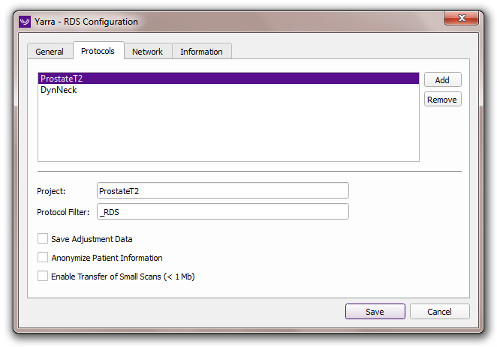 Yarra - RDS Configuration
General Protocols Network Information
ProstateT2
DynNeck
Add
Remove
Project: ProstateT2
Protocol Filter: _RDS
Save Adjustment Data
Anonymize Patient Information
Enable Transfer of Small Scans (< 1 Mb)
Save Cancel